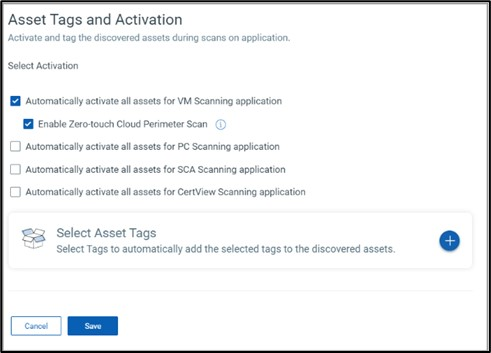 Asset Tags and Activation
Activate and tag the discovered assets during scans on application.
Select Activation
Automatically activate all assets for VM Scanning application
Enable Zero-touch Cloud Perimeter Scan
Automatically activate all assets for PC Scanning application
Automatically activate all assets for SCA Scanning application
Automatically activate all assets for CertView Scanning application
Select Asset Tags
Select Tags to automatically add the selected tags to the discovered assets.
Cancel Save